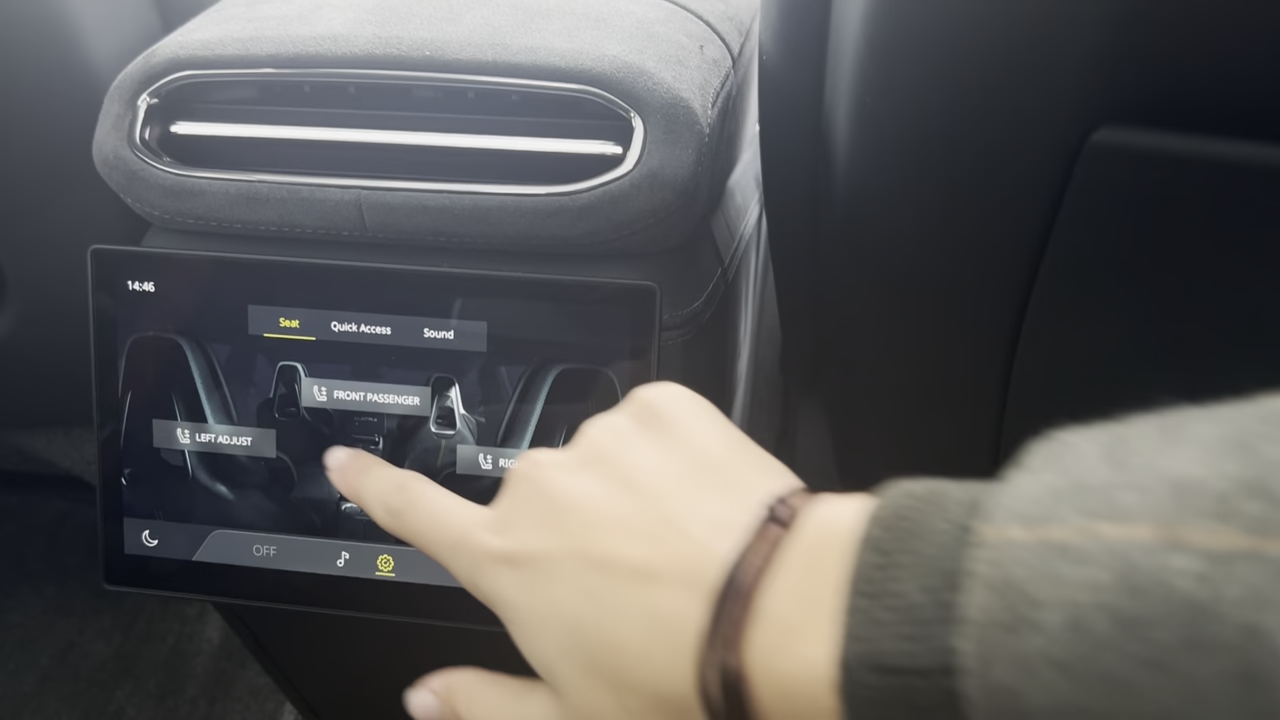 14:46
Seat
Quick Access
Sound
FRONT PASSENGER
LEFT ADJUST
OFF